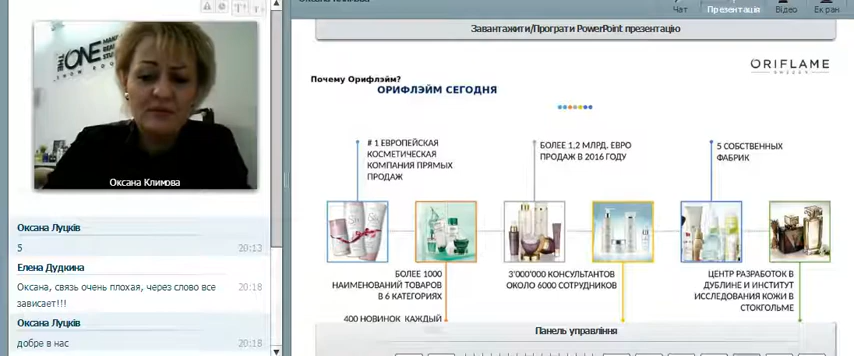 THE ONE
Оксана Климова
Оксана Луцків
5
20:13
Елена Дудкина
Оксана, связь очень плохая, через слово все
зависает!!!
20:18
Оксана Луцків
добре в нас
20:18
Чат
Презентація
Відео
Екран
Завантажити/Програти PowerPoint презентацію
ORIFLAME
SWEDEN
Почему Орифлэйм?
ОРИФЛЭЙМ СЕГОДНЯ
# 1 ЕВРОПЕЙСКАЯ
КОСМЕТИЧЕСКАЯ
КОМПАНИЯ ПРЯМЫХ
ПРОДАЖ
БОЛЕЕ 1,2 МЛРД. ЕВРО
ПРОДАЖ В 2016 ГОДУ
5 СОБСТВЕННЫХ
ФАБРИК
БОЛЕЕ 1000
НАИМЕНОВАНИЙ ТОВАРОВ
В 6 КАТЕГОРИЯХ
400 НОВИНОК КАЖДЫЙ
3'000'000 КОНСУЛЬТАНТОВ
ОКОЛО 6000 СОТРУДНИКОВ
ЦЕНТР РАЗРАБОТОК В
ДУБЛИНЕ И ИНСТИТУТ
ИССЛЕДОВАНИЯ КОЖИ В
СТОКГОЛЬМЕ
Панель управління